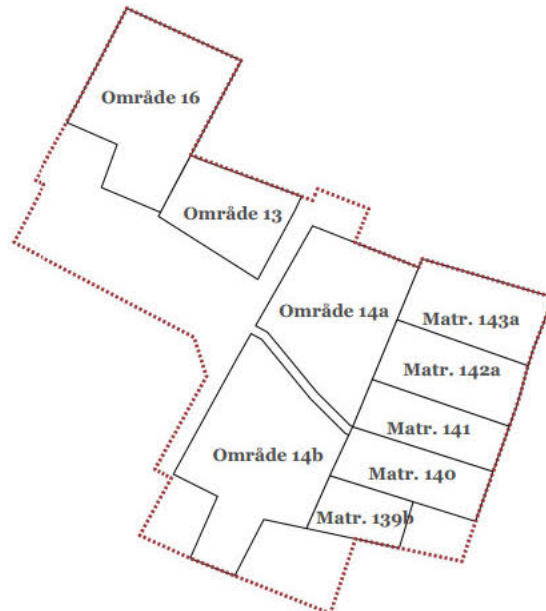 Område 16
Område 13
Område 14a
Matr. 143a
Matr. 142a
Matr. 141
Område 14b
Matr. 140
Matr. 139b